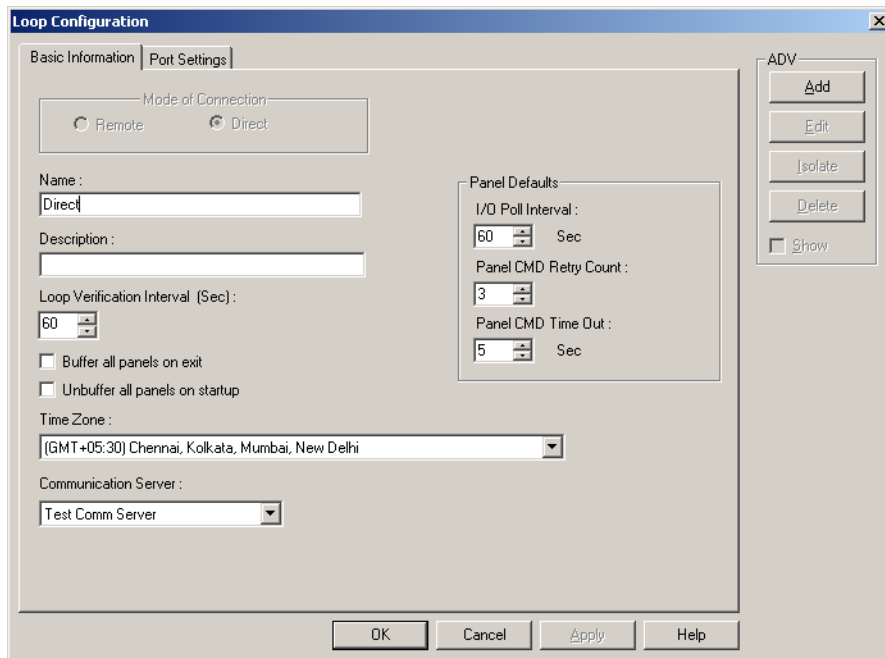 Loop Configuration
Basic Information
Port Settings
Mode of Connection
Remote
Direct
Name :
Direct
Description :
Loop Verification Interval (Sec) :
60
Buffer all panels on exit
Unbuffer all panels on startup
Time Zone :
(GMT+05:30) Chennai, Kolkata, Mumbai, New Delhi
Communication Server :
Test Comm Server
Panel Defaults
I/O Poll Interval :
60 Sec
Panel CMD Retry Count :
3
Panel CMD Time Out :
5 Sec
ADV
Add
Edit
Isolate
Delete
Show
OK
Cancel
Apply
Help